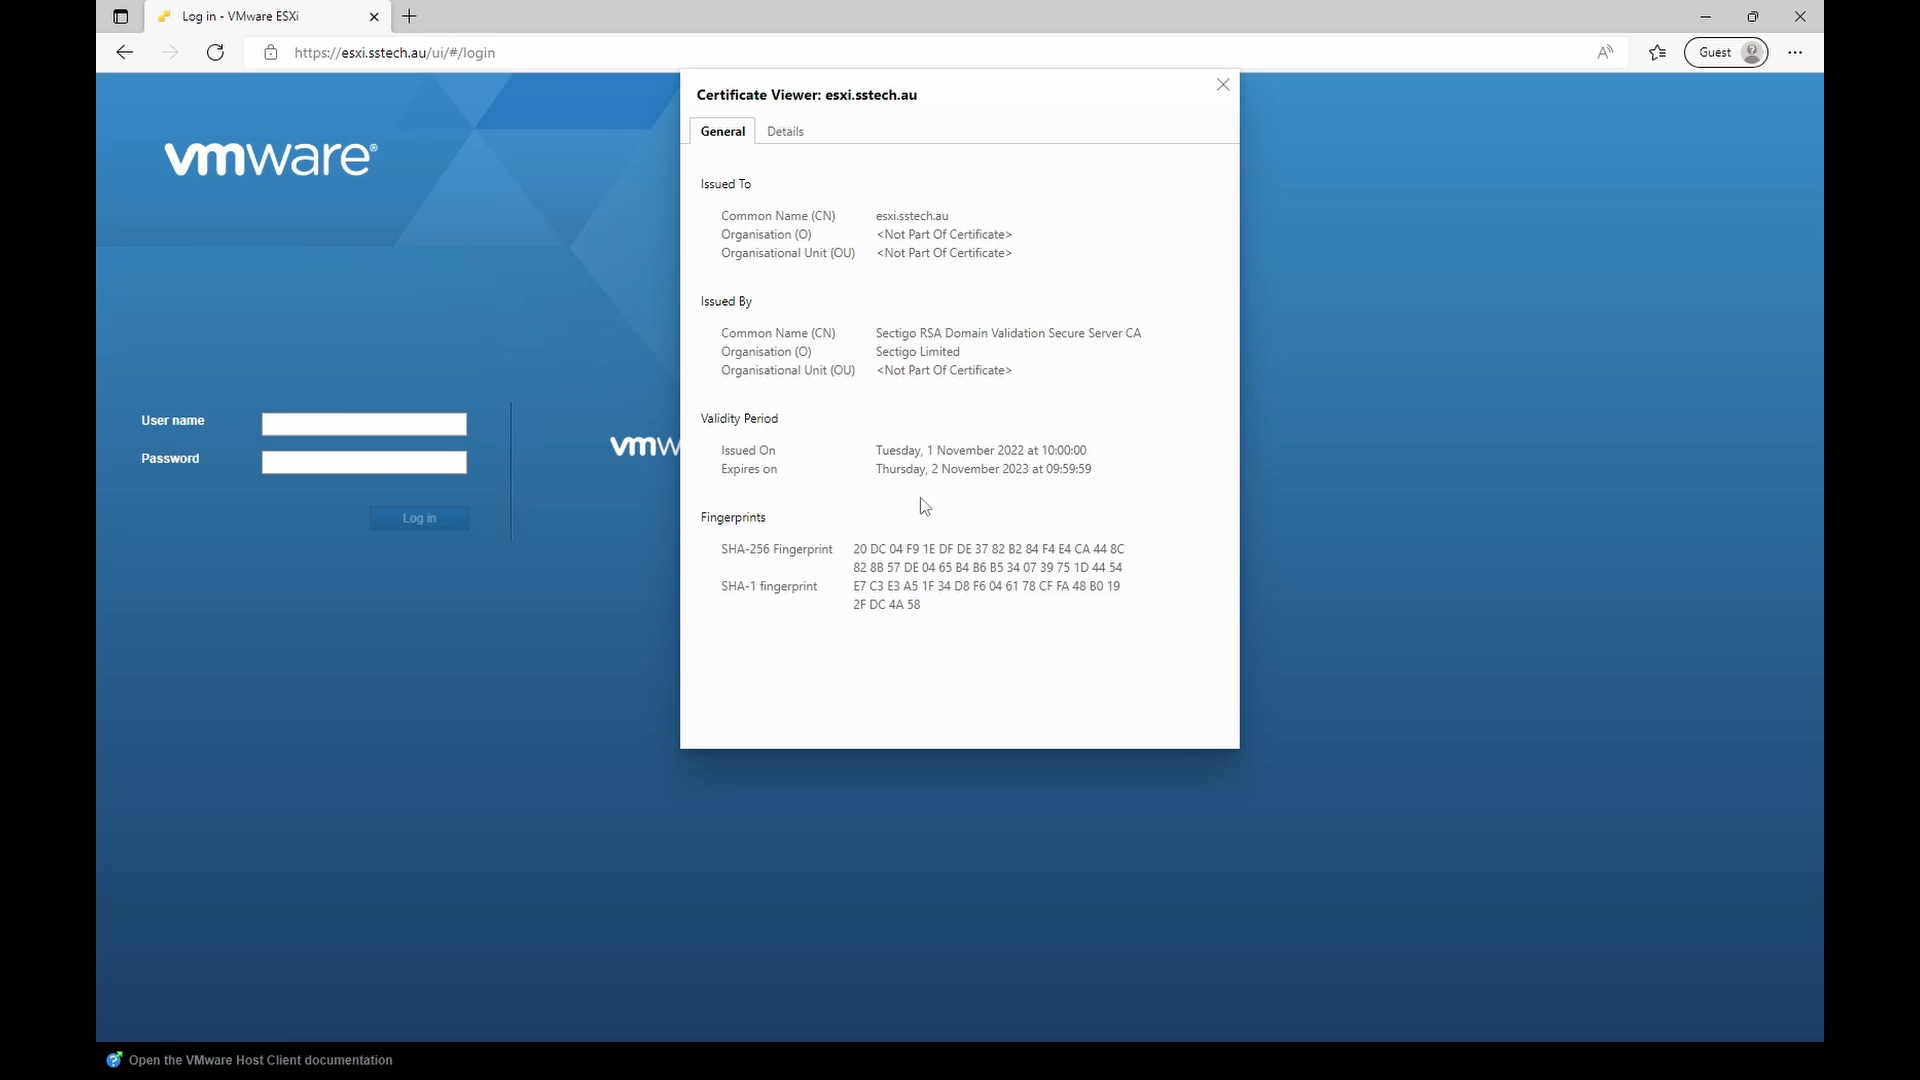 Log in - VMware ESXi
https://esxi.sstech.au/ui/#/login
Guest
vmware®
Certificate Viewer: esxi.sstech.au
General Details
Issued To
Common Name (CN) esxi.sstech.au
Organisation (O) <Not Part Of Certificate>
Organisational Unit (OU) <Not Part Of Certificate>
Issued By
Common Name (CN) Sectigo RSA Domain Validation Secure Server CA
Organisation (O) Sectigo Limited
Organisational Unit (OU) <Not Part Of Certificate>
Validity Period
Issued On Tuesday, 1 November 2022 at 10:00:00
Expires on Thursday, 2 November 2023 at 09:59:59
Fingerprints
SHA-256 Fingerprint 20 DC 04 F9 1E DF DE 37 82 B2 84 F4 E4 CA 44 8C
82 8B 57 DE 04 65 B4 B6 B5 34 07 39 75 1D 44 54
SHA-1 fingerprint E7 C3 E3 A5 1F 34 D8 F6 04 61 78 CF FA 48 B0 19
2F DC 4A 58
User name
Password
Log in
vmw
Open the VMware Host Client documentation